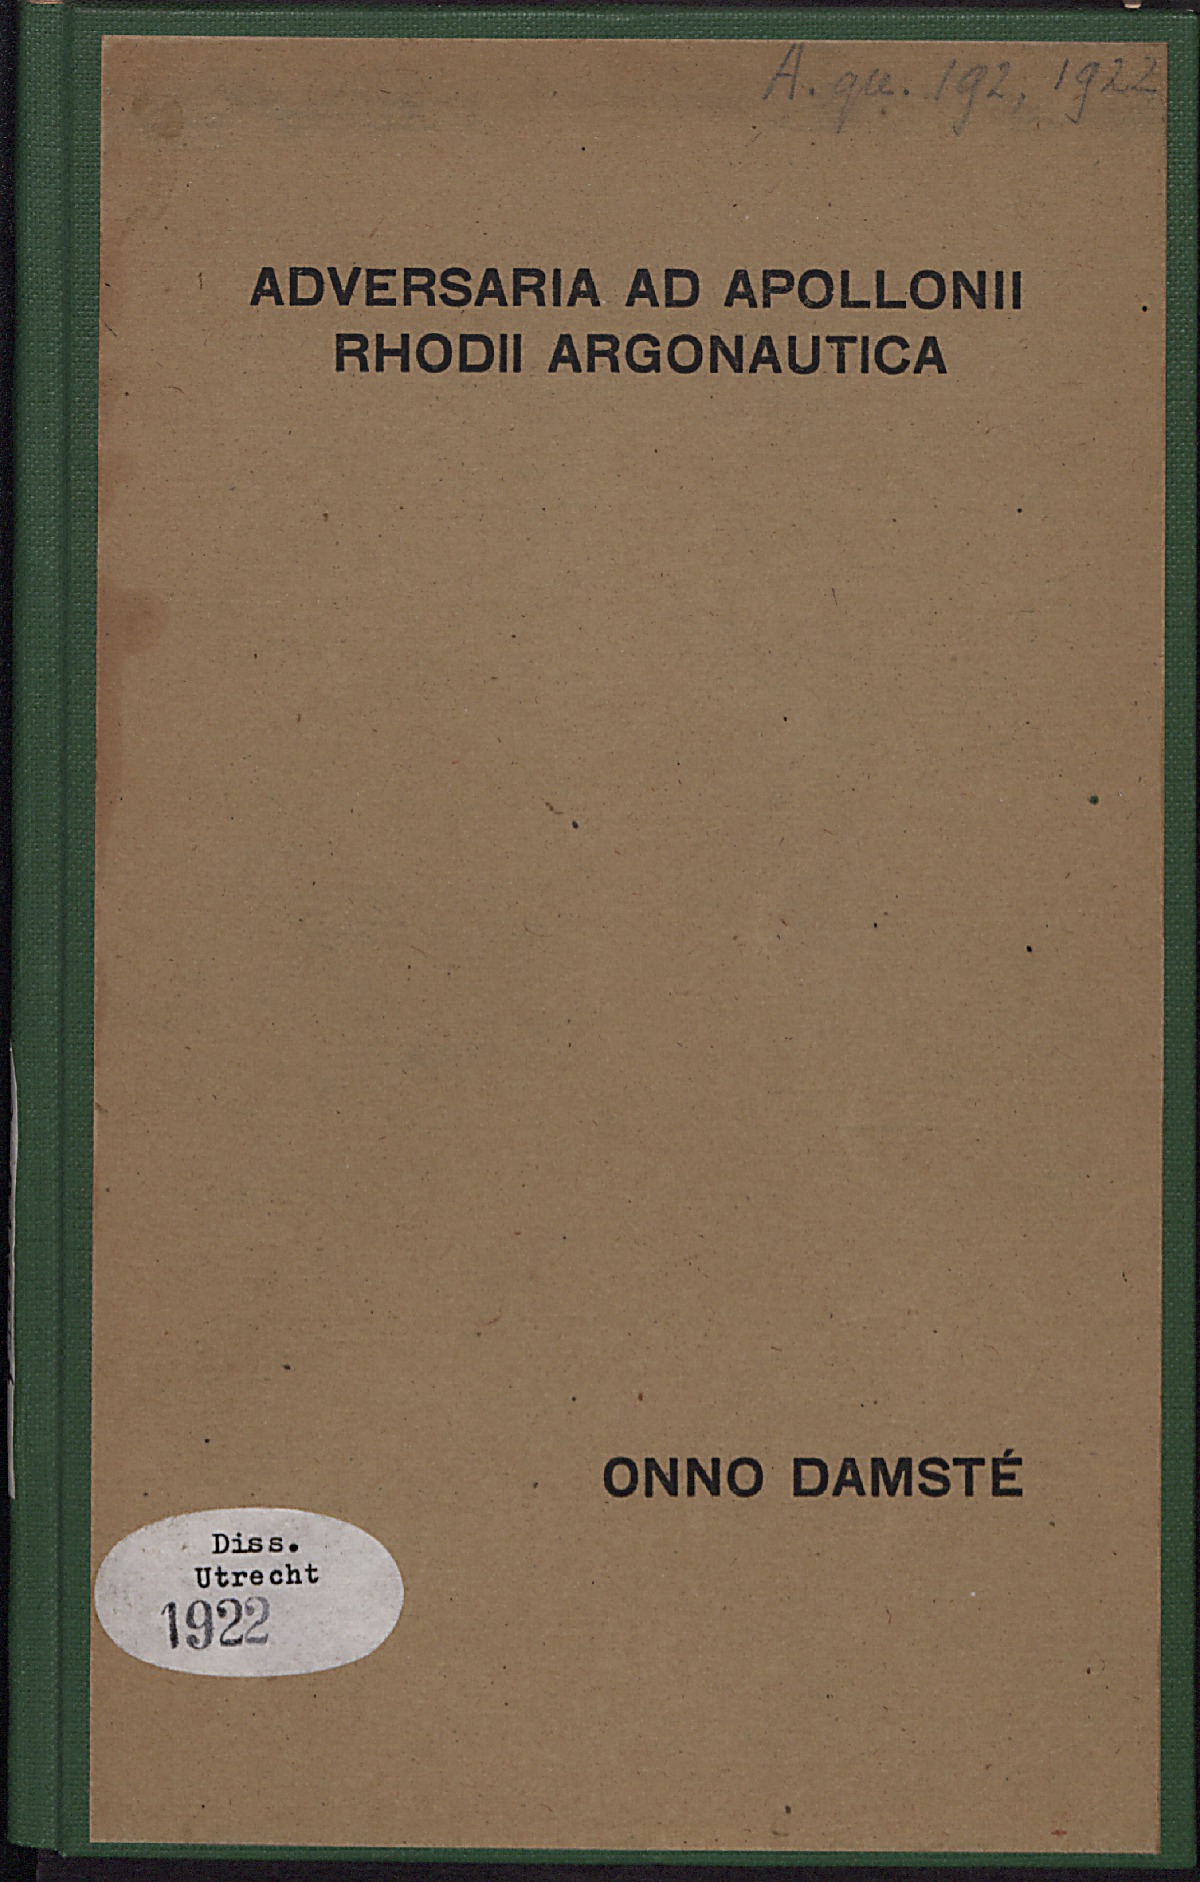 A. qu. 192, 1922
ADVERSARIA AD APOLLONII
RHODII ARGONAUTICA
ONNO DAMSTÉ
Diss.
Utrecht
1922